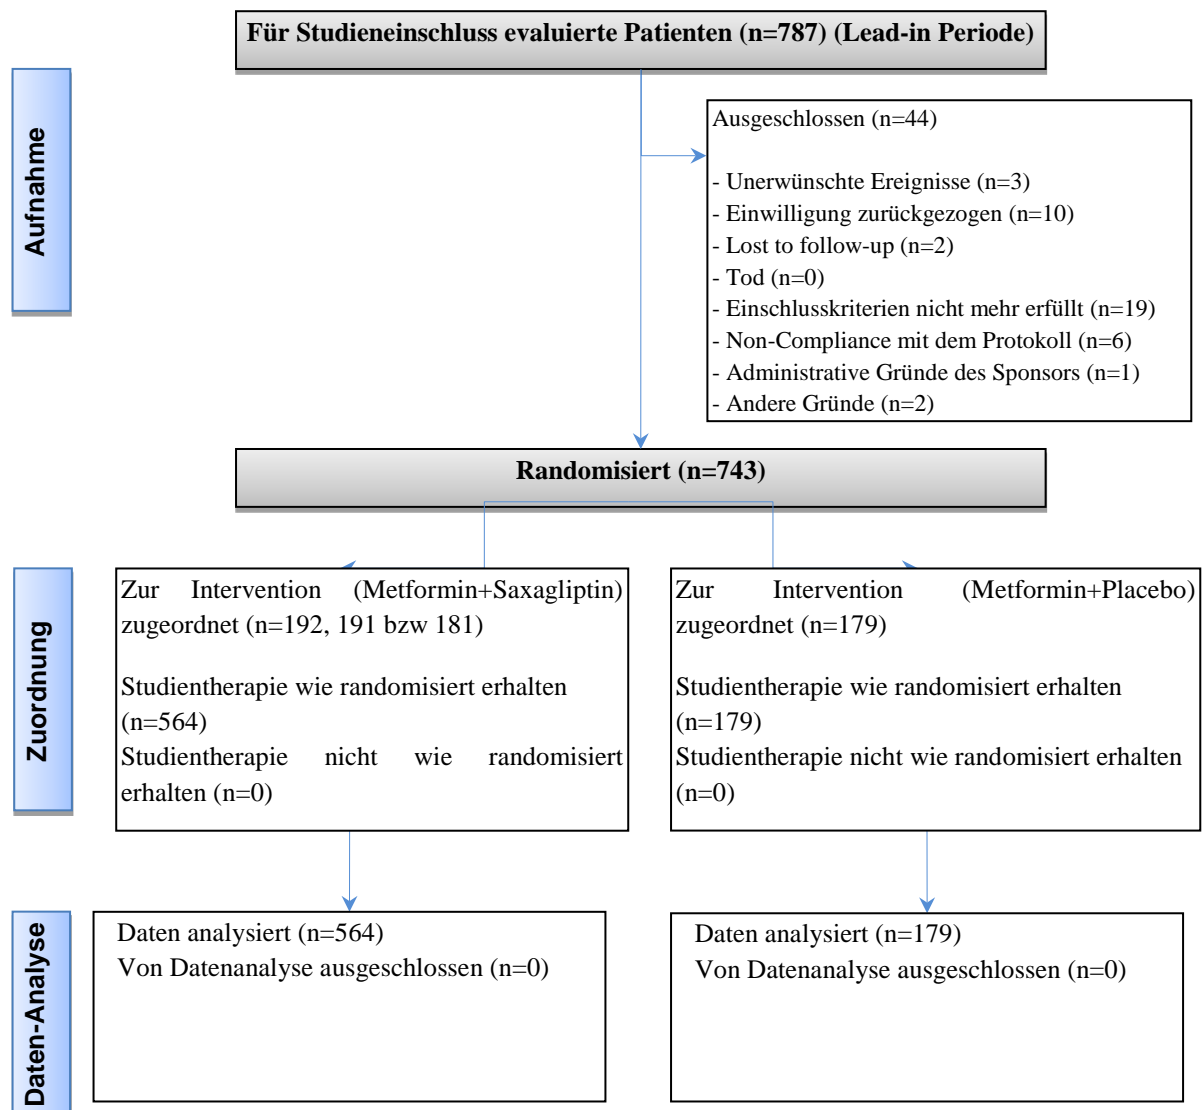 Für Studieneinschluss evaluierte Patienten (n=787) (Lead-in Periode)
Aufnahme
Ausgeschlossen (n=44)
- Unerwünschte Ereignisse (n=3)
- Einwilligung zurückgezogen (n=10)
- Lost to follow-up (n=2)
- Tod (n=0)
- Einschlusskriterien nicht mehr erfüllt (n=19)
- Non-Compliance mit dem Protokoll (n=6)
- Administrative Gründe des Sponsors (n=1)
- Andere Gründe (n=2)
Randomisiert (n=743)
Zuordnung
Zur Intervention (Metformin+Saxagliptin)
zugeordnet (n=192, 191 bzw 181)
Studientherapie wie randomisiert erhalten
(n=564)
Studientherapie nicht wie randomisiert
erhalten (n=0)
Zur Intervention (Metformin+Placebo)
zugeordnet (n=179)
Studientherapie wie randomisiert erhalten
(n=179)
Studientherapie nicht wie randomisiert erhalten
(n=0)
Daten-Analyse
Daten analysiert (n=564)
Von Datenanalyse ausgeschlossen (n=0)
Daten analysiert (n=179)
Von Datenanalyse ausgeschlossen (n=0)